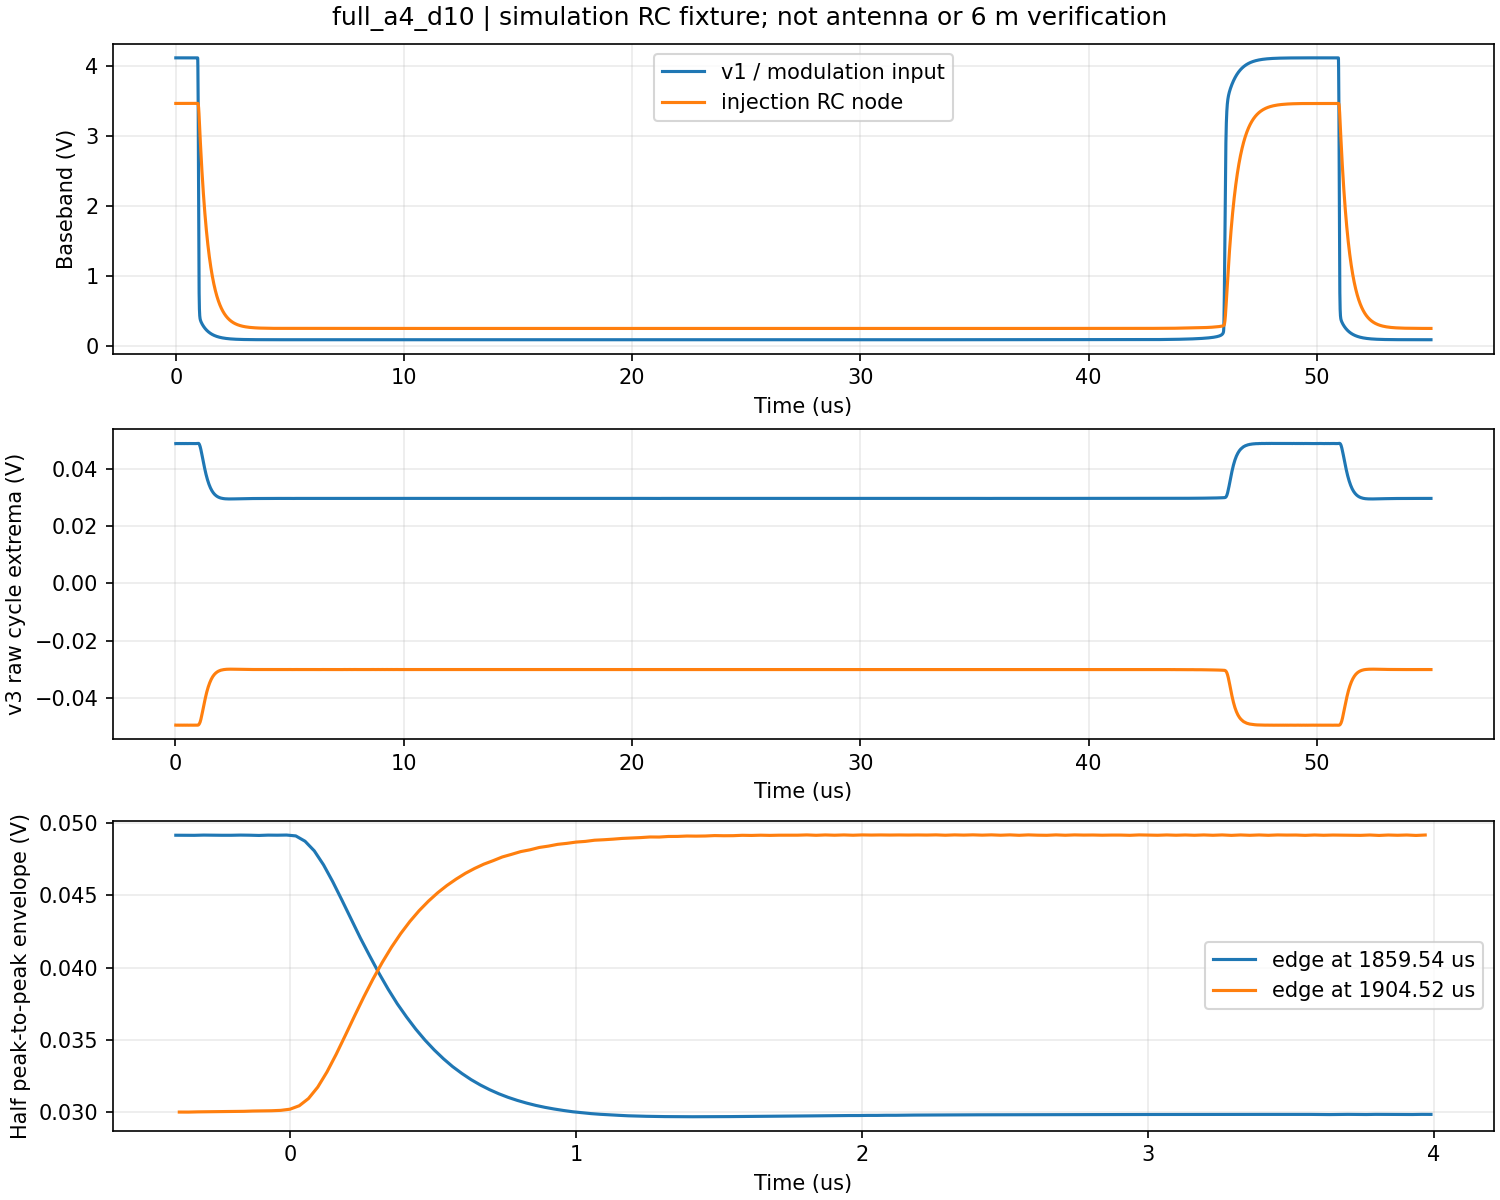 full_a4_d10 | simulation RC fixture; not antenna or 6 m verification
Baseband (V)
4
3
2
1
0
v1 / modulation input
injection RC node
0 10 20 30 40 50
Time (us)
v3 raw cycle extrema (V)
0.04
0.02
0.00
−0.02
−0.04
0 10 20 30 40 50
Time (us)
Half peak-to-peak envelope (V)
0.050
0.045
0.040
0.035
0.030
edge at 1859.54 us
edge at 1904.52 us
0 1 2 3 4
Time (us)